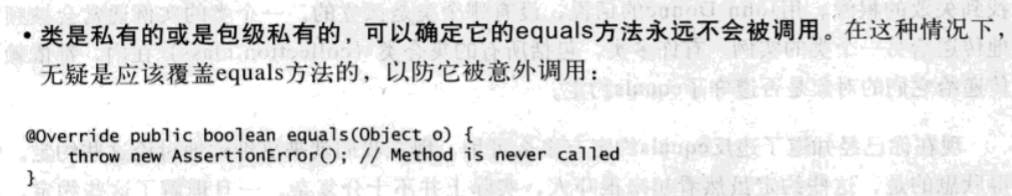 • 类是私有的或是包级私有的，可以确定它的equals方法永远不会被调用。在这种情况下，
无疑是应该覆盖equals方法的，以防它被意外调用：
@Override public boolean equals(Object o) {
throw new AssertionError(); // Method is never called
}